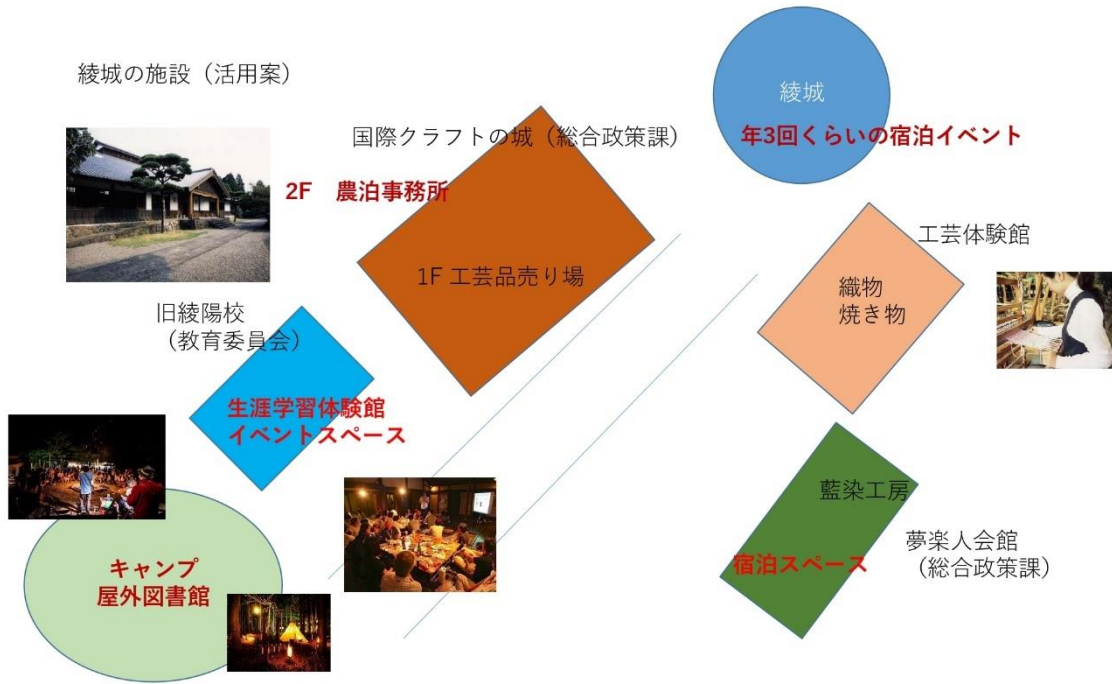 綾城の施設（活用案）
綾城
年3回くらいの宿泊イベント
国際クラフトの城（総合政策課）
2F　農泊事務所
1F 工芸品売り場
工芸体験館
織物
焼き物
旧綾陽校
（教育委員会）
生涯学習体験館
イベントスペース
藍染工房
宿泊スペース
夢楽人会館
（総合政策課）
キャンプ
屋外図書館